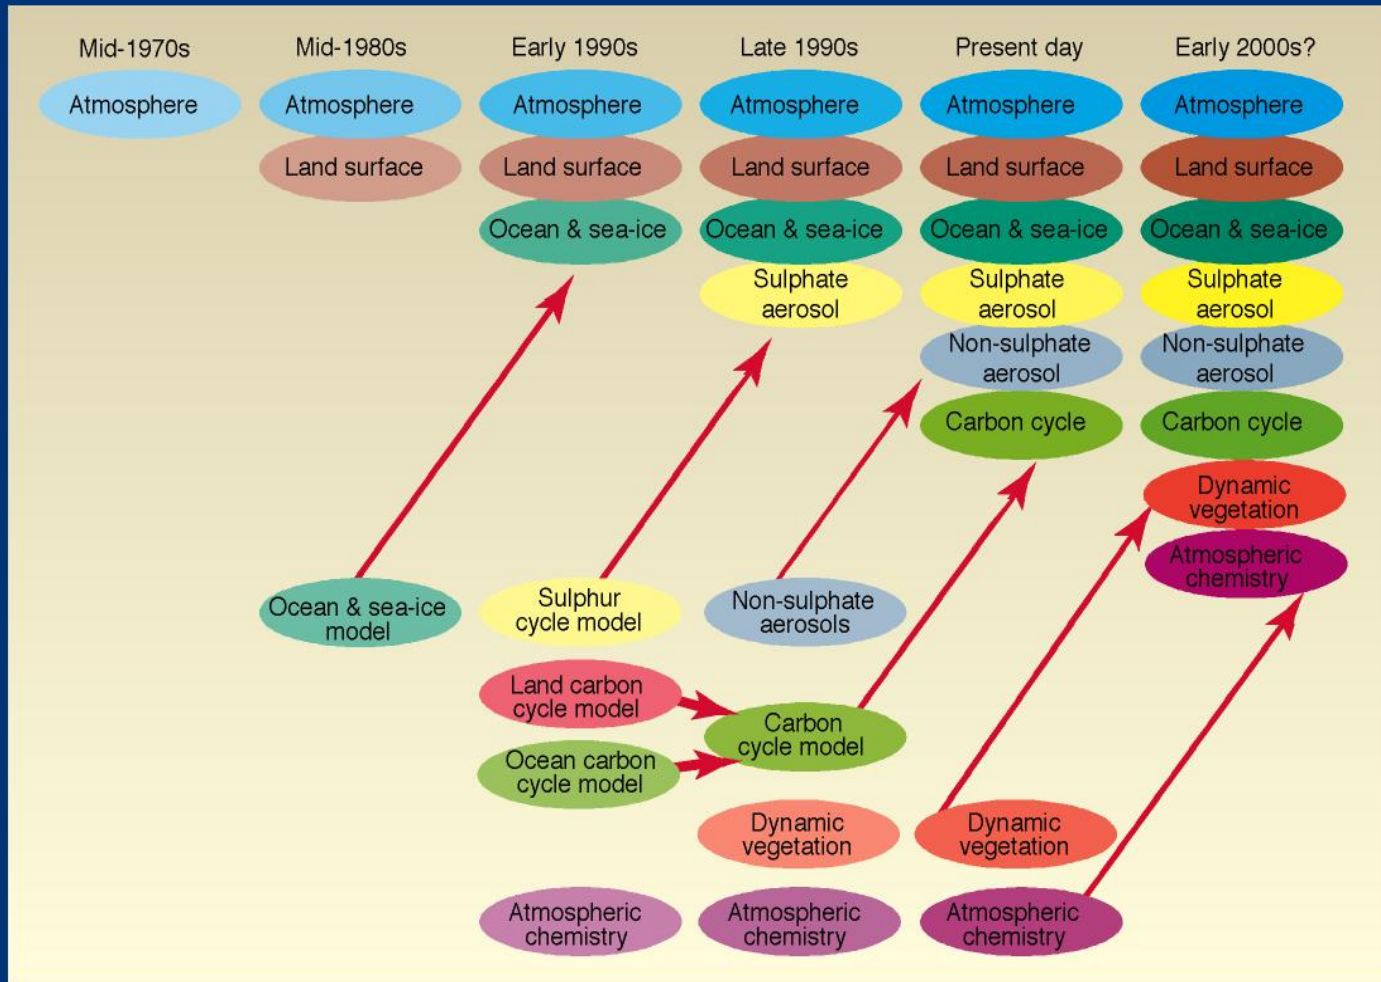 Mid-1970s
Mid-1980s
Early 1990s
Late 1990s
Present day
Early 2000s?
Atmosphere
Atmosphere
Atmosphere
Atmosphere
Atmosphere
Atmosphere
Land surface
Land surface
Land surface
Land surface
Land surface
Ocean & sea-ice
Ocean & sea-ice
Ocean & sea-ice
Ocean & sea-ice
Sulphate
aerosol
Sulphate
aerosol
Sulphate
aerosol
Non-sulphate
aerosol
Non-sulphate
aerosol
Carbon cycle
Carbon cycle
Dynamic
vegetation
Atmospheric
chemistry
Ocean & sea-ice
model
Sulphur
cycle model
Non-sulphate
aerosols
Land carbon
cycle model
Carbon
cycle model
Ocean carbon
cycle model
Dynamic
vegetation
Dynamic
vegetation
Atmospheric
chemistry
Atmospheric
chemistry
Atmospheric
chemistry